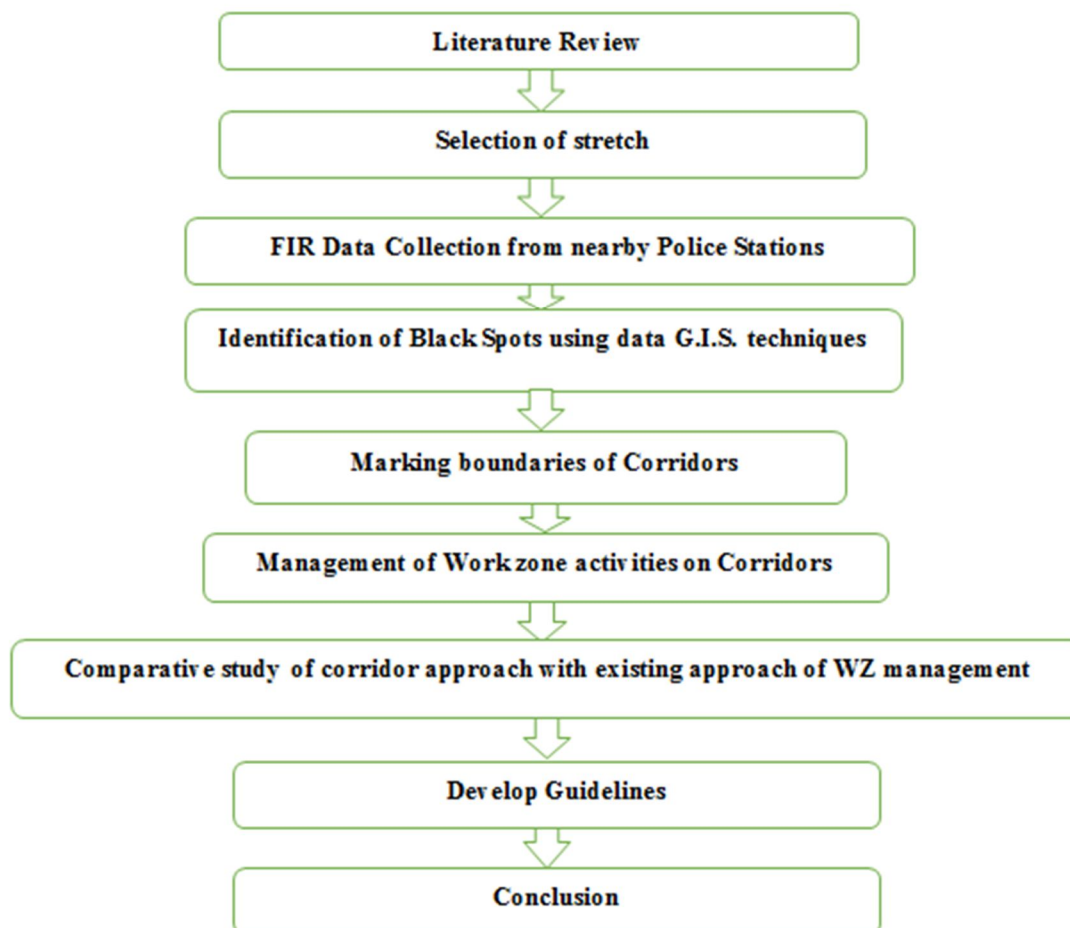 Literature Review
Selection of stretch
FIR Data Collection from nearby Police Stations
Identification of Black Spots using data G.I.S. techniques
Marking boundaries of Corridors
Management of Workzone activities on Corridors
Comparative study of corridor approach with existing approach of WZ management
Develop Guidelines
Conclusion